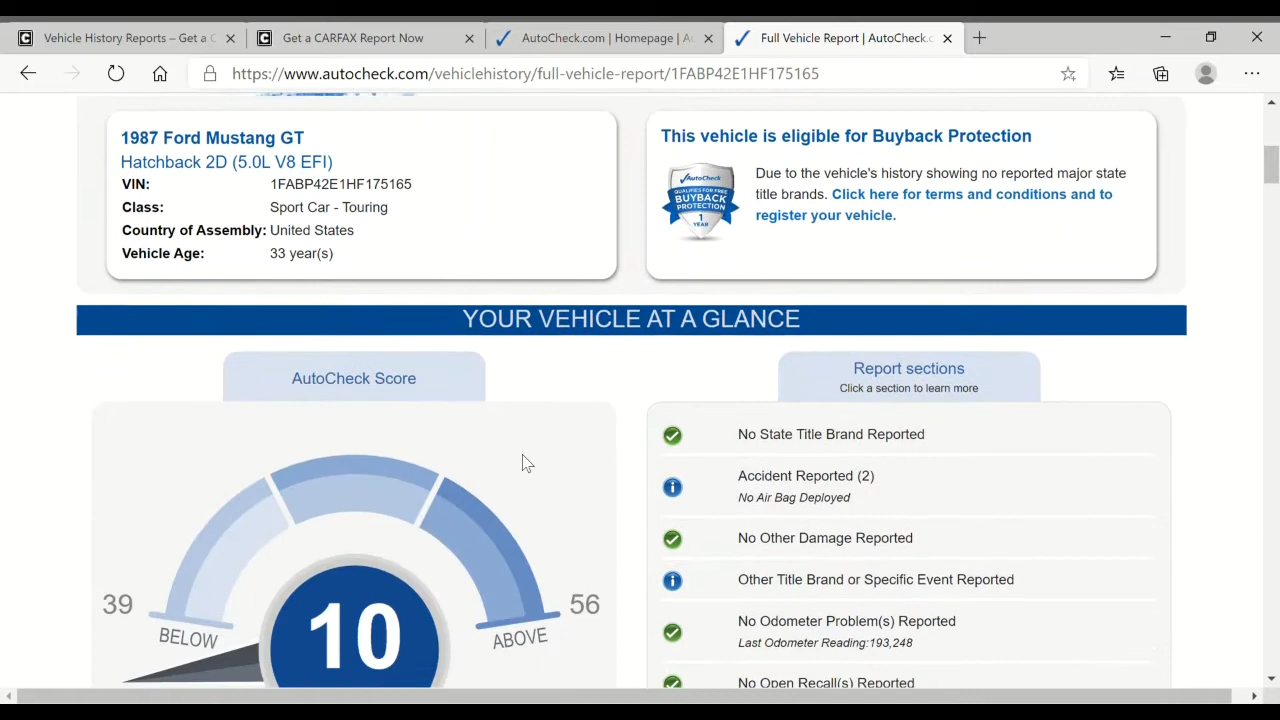 Vehicle History Reports – Get a C
Get a CARFAX Report Now
AutoCheck.com | Homepage | Au
Full Vehicle Report | AutoCheck.c
https://www.autocheck.com/vehiclehistory/full-vehicle-report/1FABP42E1HF175165
1987 Ford Mustang GT
Hatchback 2D (5.0L V8 EFI)
VIN: 1FABP42E1HF175165
Class: Sport Car - Touring
Country of Assembly: United States
Vehicle Age: 33 year(s)
This vehicle is eligible for Buyback Protection
AutoCheck
QUALIFIES FOR FREE
BUYBACK
PROTECTION
1
YEAR
Due to the vehicle's history showing no reported major state
title brands. Click here for terms and conditions and to
register your vehicle.
YOUR VEHICLE AT A GLANCE
AutoCheck Score
39
BELOW
10
ABOVE
56
Report sections
Click a section to learn more
No State Title Brand Reported
Accident Reported (2)
No Air Bag Deployed
No Other Damage Reported
Other Title Brand or Specific Event Reported
No Odometer Problem(s) Reported
Last Odometer Reading:193,248
No Open Recall(s) Reported